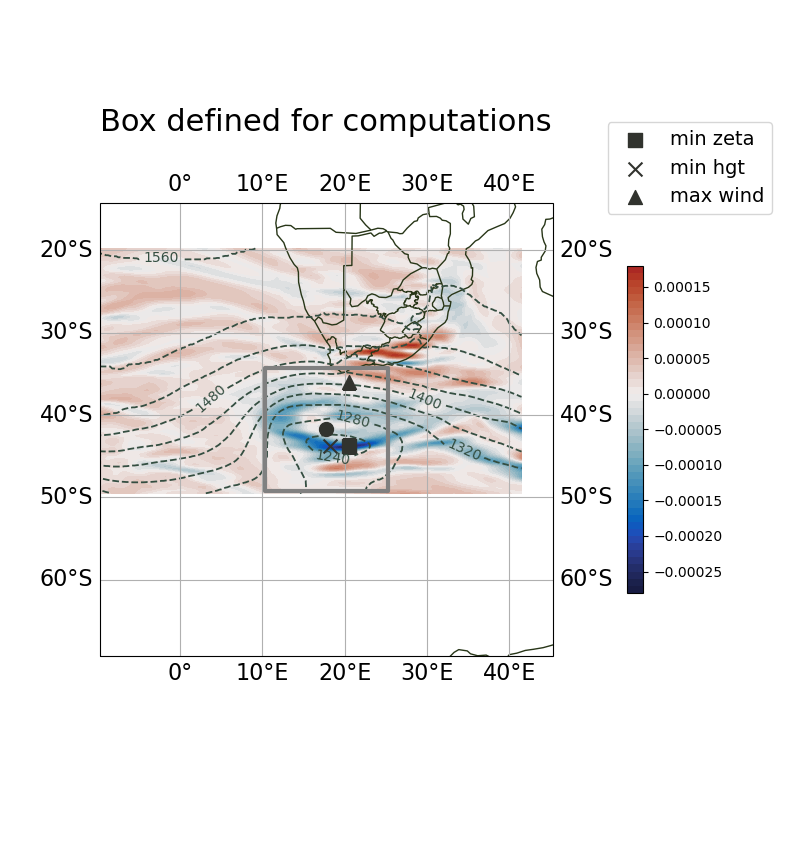 Box defined for computations
min zeta
min hgt
max wind
0° 10°E 20°E 30°E 40°E
20°S 20°S
1560
30°S 30°S
1480
1400
40°S 40°S
1280
1320
1240
50°S 50°S
60°S 60°S
0° 10°E 20°E 30°E 40°E
0.00015
0.00010
0.00005
0.00000
−0.00005
−0.00010
−0.00015
−0.00020
−0.00025